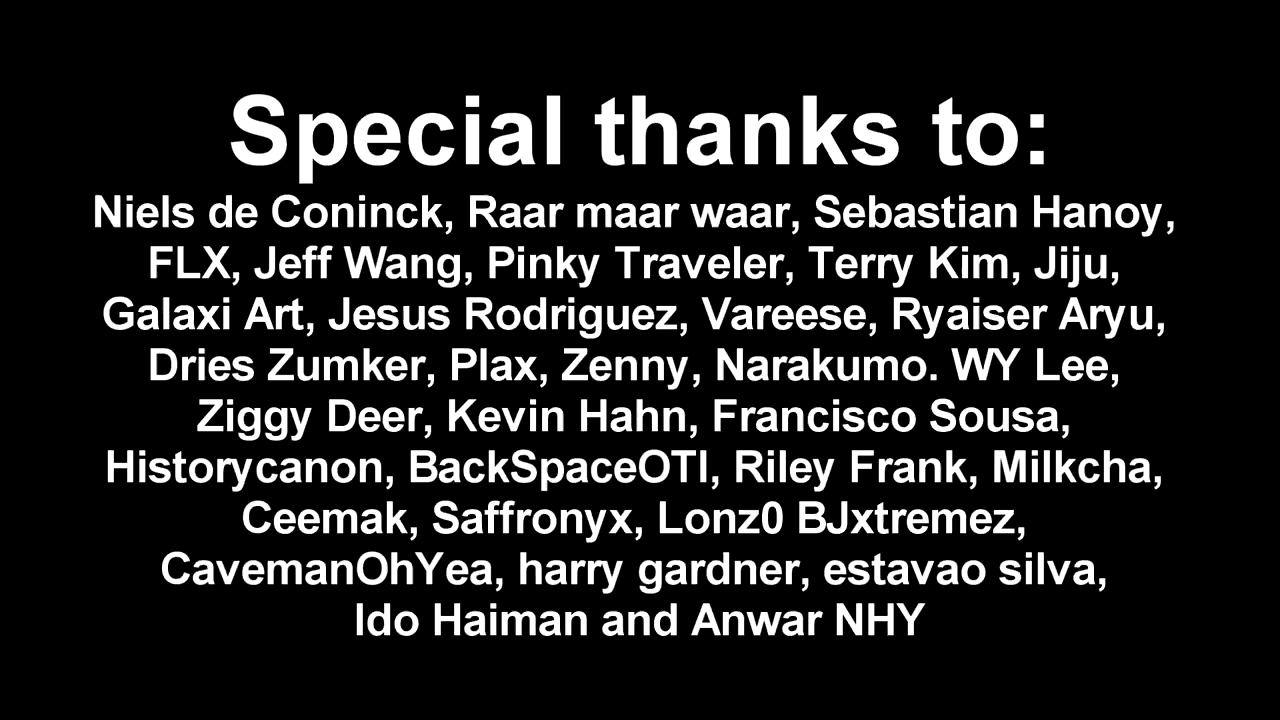 Special thanks to:
Niels de Coninck, Raar maar waar, Sebastian Hanoy,
FLX, Jeff Wang, Pinky Traveler, Terry Kim, Jiju,
Galaxi Art, Jesus Rodriguez, Vareese, Ryaiser Aryu,
Dries Zumker, Plax, Zenny, Narakumo. WY Lee,
Ziggy Deer, Kevin Hahn, Francisco Sousa,
Historycanon, BackSpaceOTI, Riley Frank, Milkcha,
Ceemak, Saffronyx, Lonz0 BJxtremez,
CavemanOhYea, harry gardner, estavao silva,
Ido Haiman and Anwar NHY